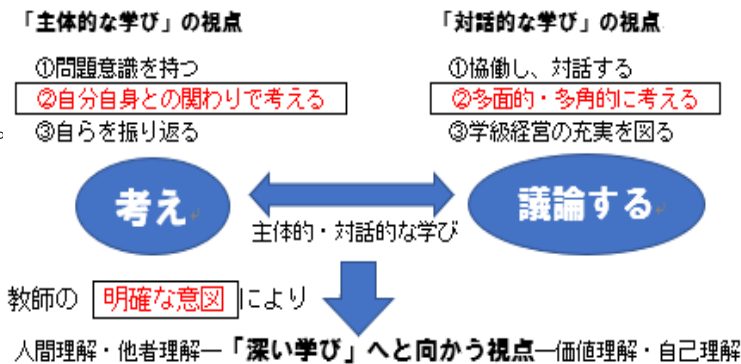 「主体的な学び」の視点
①問題意識を持つ
②自分自身との関わりで考える
③自らを振り返る
「対話的な学び」の視点
①協働し、対話する
②多面的・多角的に考える
③学級経営の充実を図る
。
考え
議論する
主体的・対話的な学び
教師の 明確な意図 により
人間理解・他者理解―「深い学び」へと向かう視点―価値理解・自己理解